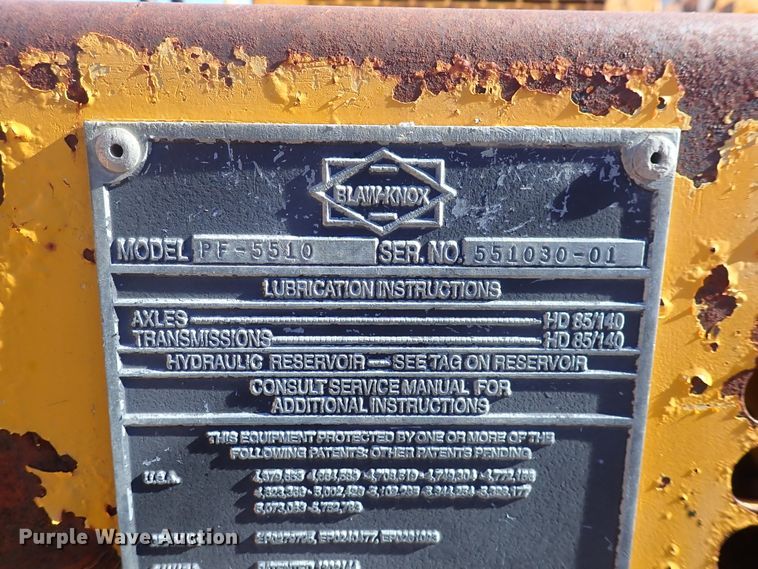 BLAW-KNOX
MODEL PF-5510 SER. NO. 551030-01
LUBRICATION INSTRUCTIONS
AXLES HD 85/140
TRANSMISSIONS HD 85/140
HYDRAULIC RESERVOIR — SEE TAG ON RESERVOIR
CONSULT SERVICE MANUAL FOR
ADDITIONAL INSTRUCTIONS
THIS EQUIPMENT PROTECTED BY ONE OR MORE OF THE
FOLLOWING PATENTS; OTHER PATENTS PENDING
U.S.A.
Purple Wave Auction